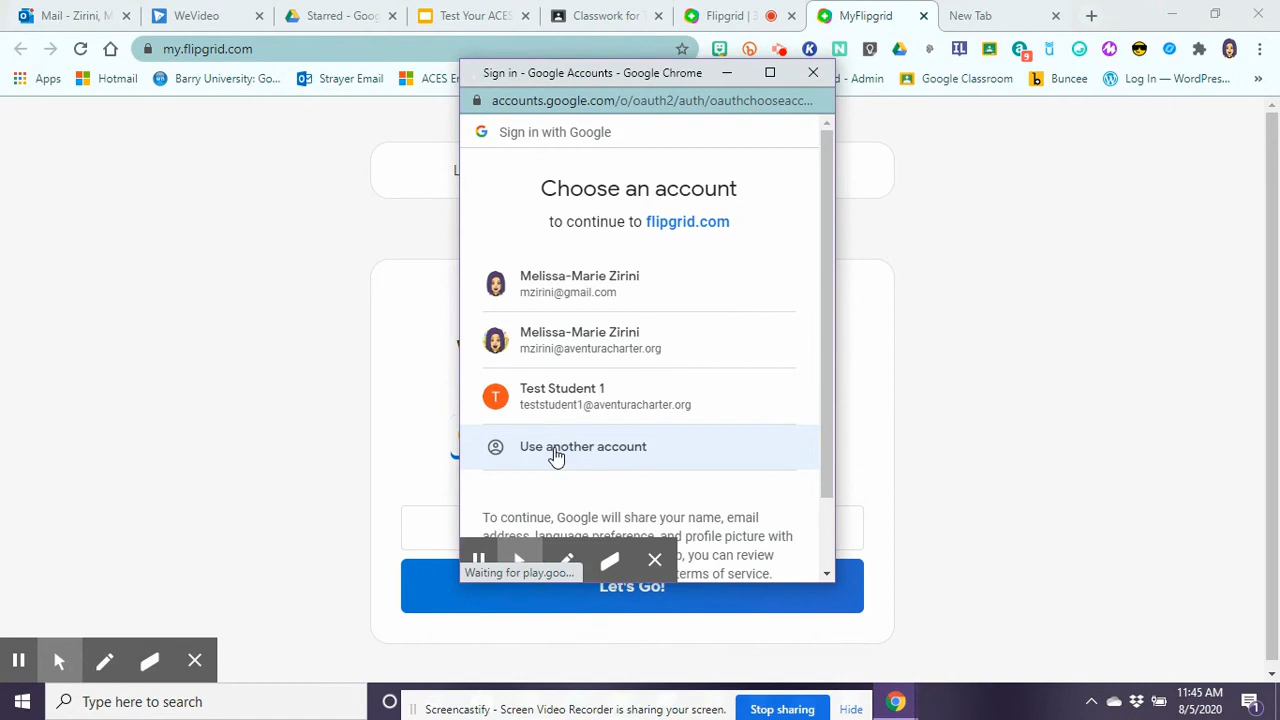 Mail - Zirini, M
WeVideo
Starred - Goog
Test Your ACES
Classwork for
Flipgrid | 3
MyFlipgrid
New Tab
my.flipgrid.com
Apps
Hotmail
Barry University: Go...
Strayer Email
ACES En
- Admin
Google Classroom
Buncee
Log In — WordPres...
9
Sign in - Google Accounts - Google Chrome
accounts.google.com/o/oauth2/auth/oauthchooseacc...
Sign in with Google
Choose an account
to continue to flipgrid.com
Melissa-Marie Zirini
mzirini@gmail.com
Melissa-Marie Zirini
mzirini@aventuracharter.org
T
Test Student 1
teststudent1@aventuracharter.org
Use another account
To continue, Google will share your name, email
address, language preference, and profile picture with
you can review
terms of service.
Waiting for play.goo...
Let's Go!
Type here to search
Screencastify - Screen Video Recorder is sharing your screen.
Stop sharing
Hide
11:45 AM
8/5/2020
1